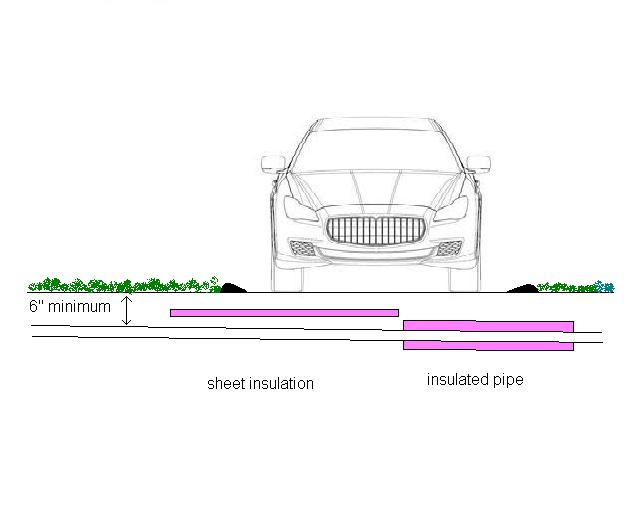 6" minimum
sheet insulation
insulated pipe